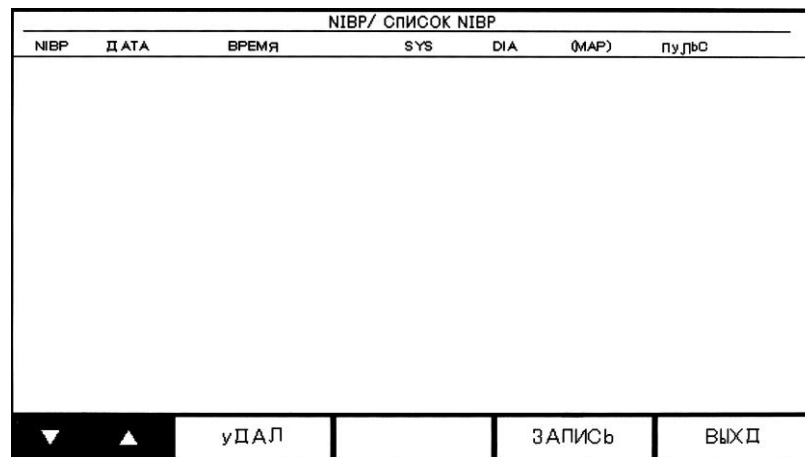 NIBP/ СПИСОК NIBP
NIBP ДАТА ВРЕМЯ SYS DIA (MAP) ПуЛЬС
▼ ▲ уДАЛ ЗАПИСЬ ВЫХД